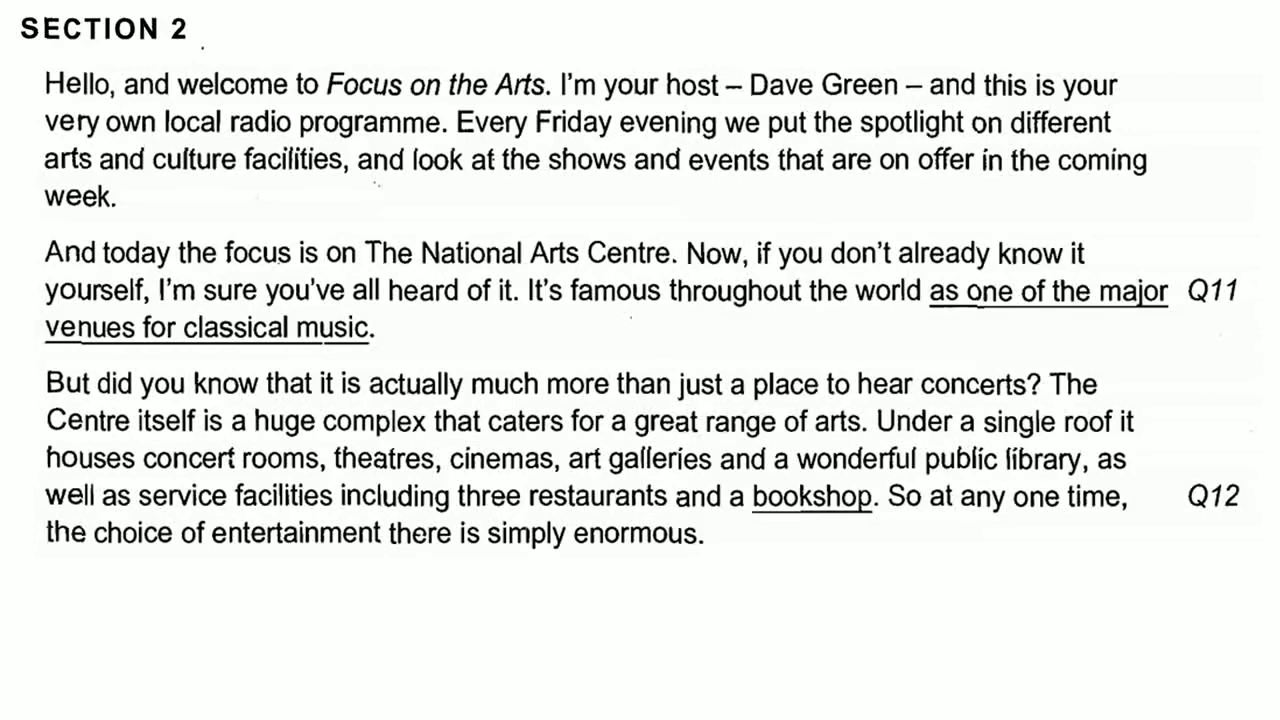 SECTION 2
Hello, and welcome to Focus on the Arts. I'm your host – Dave Green – and this is your
very own local radio programme. Every Friday evening we put the spotlight on different
arts and culture facilities, and look at the shows and events that are on offer in the coming
week.
And today the focus is on The National Arts Centre. Now, if you don't already know it
yourself, I'm sure you've all heard of it. It's famous throughout the world as one of the major Q11
venues for classical music.
But did you know that it is actually much more than just a place to hear concerts? The
Centre itself is a huge complex that caters for a great range of arts. Under a single roof it
houses concert rooms, theatres, cinemas, art galleries and a wonderful public library, as
well as service facilities including three restaurants and a bookshop. So at any one time, Q12
the choice of entertainment there is simply enormous.